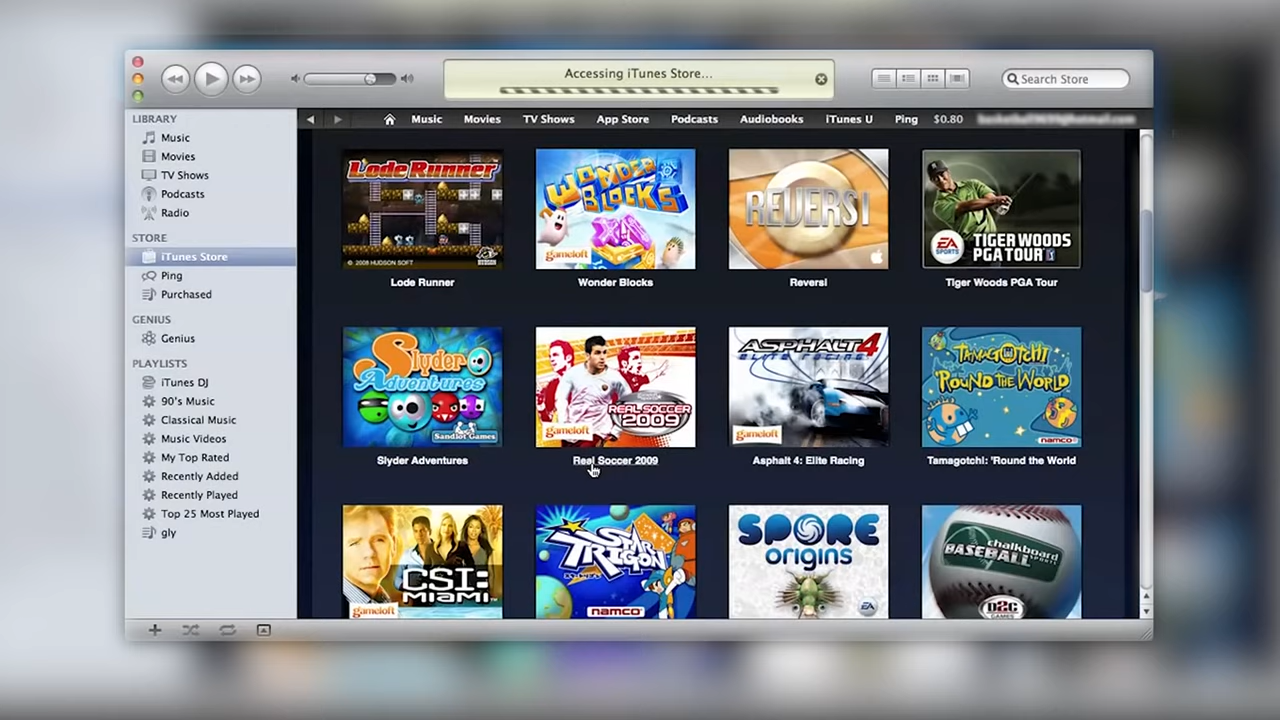 Accessing iTunes Store...
Search Store
LIBRARY
Music
Movies
TV Shows
Podcasts
Radio
STORE
iTunes Store
Ping
Purchased
GENIUS
Genius
PLAYLISTS
iTunes DJ
90's Music
Classical Music
Music Videos
My Top Rated
Recently Added
Recently Played
Top 25 Most Played
gly
Music Movies TV Shows App Store Podcasts Audiobooks iTunes U Ping $0.80
Lode Runner
© 2008 HUDSON SOFT
Lode Runner
WONDER
BLOCKS
gameloft
Wonder Blocks
REVERSI
Reversi
EA
SPORTS
TIGER WOODS
PGA TOUR
Tiger Woods PGA Tour
Slyder
Adventures
Sandlot Games
Slyder Adventures
REAL SOCCER
2009
gameloft
Real Soccer 2009
ASPHALT 4
ELITE RACING
gameloft
Asphalt 4: Elite Racing
TAMAGOTCHI
'ROUND THE WORLD
NAMCO
Tamagotchi: 'Round the World
CSI:
MIAMI
gameloft
STAR
TRIGON
NAMCO
SPORE
origins
EA
chalkboard
SPORTS
BASEBALL
D2C
GAMES